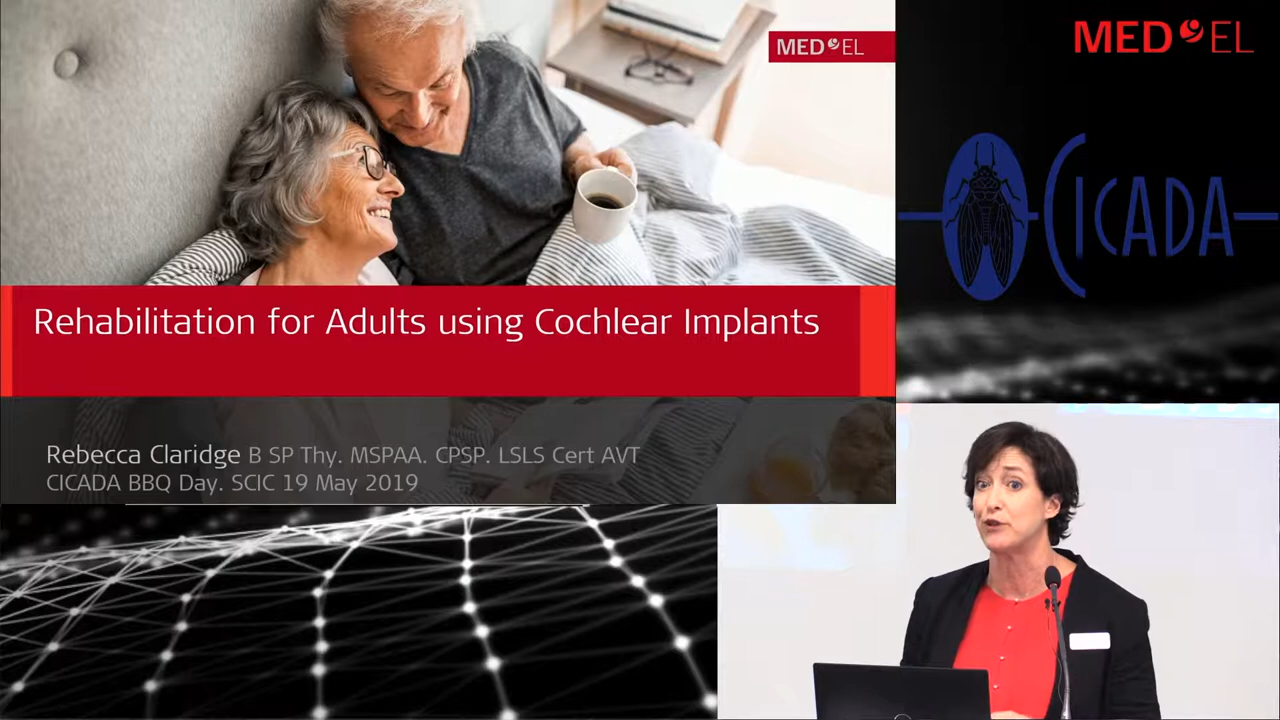 MED EL
Rehabilitation for Adults using Cochlear Implants
Rebecca Claridge B SP Thy. MSPAA. CPSP. LSLS Cert AVT
CICADA BBQ Day. SCIC 19 May 2019
MED EL
CICADA